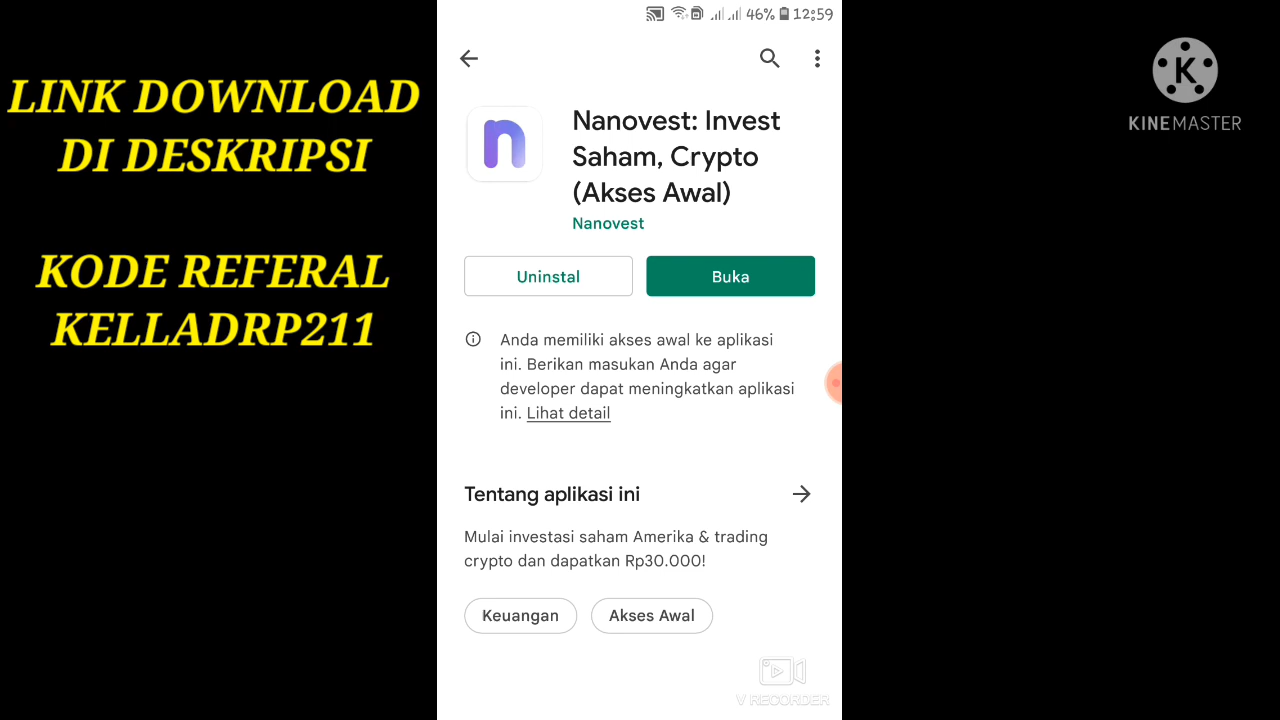 LINK DOWNLOAD
DI DESKRIPSI
KODE REFERAL
KELLADRP211
46% 12:59
Nanovest: Invest
Saham, Crypto
(Akses Awal)
Nanovest
Uninstal
Buka
Anda memiliki akses awal ke aplikasi
ini. Berikan masukan Anda agar
developer dapat meningkatkan aplikasi
ini. Lihat detail
Tentang aplikasi ini
Mulai investasi saham Amerika & trading
crypto dan dapatkan Rp30.000!
Keuangan
Akses Awal
V RECORDER
K
KINEMASTER